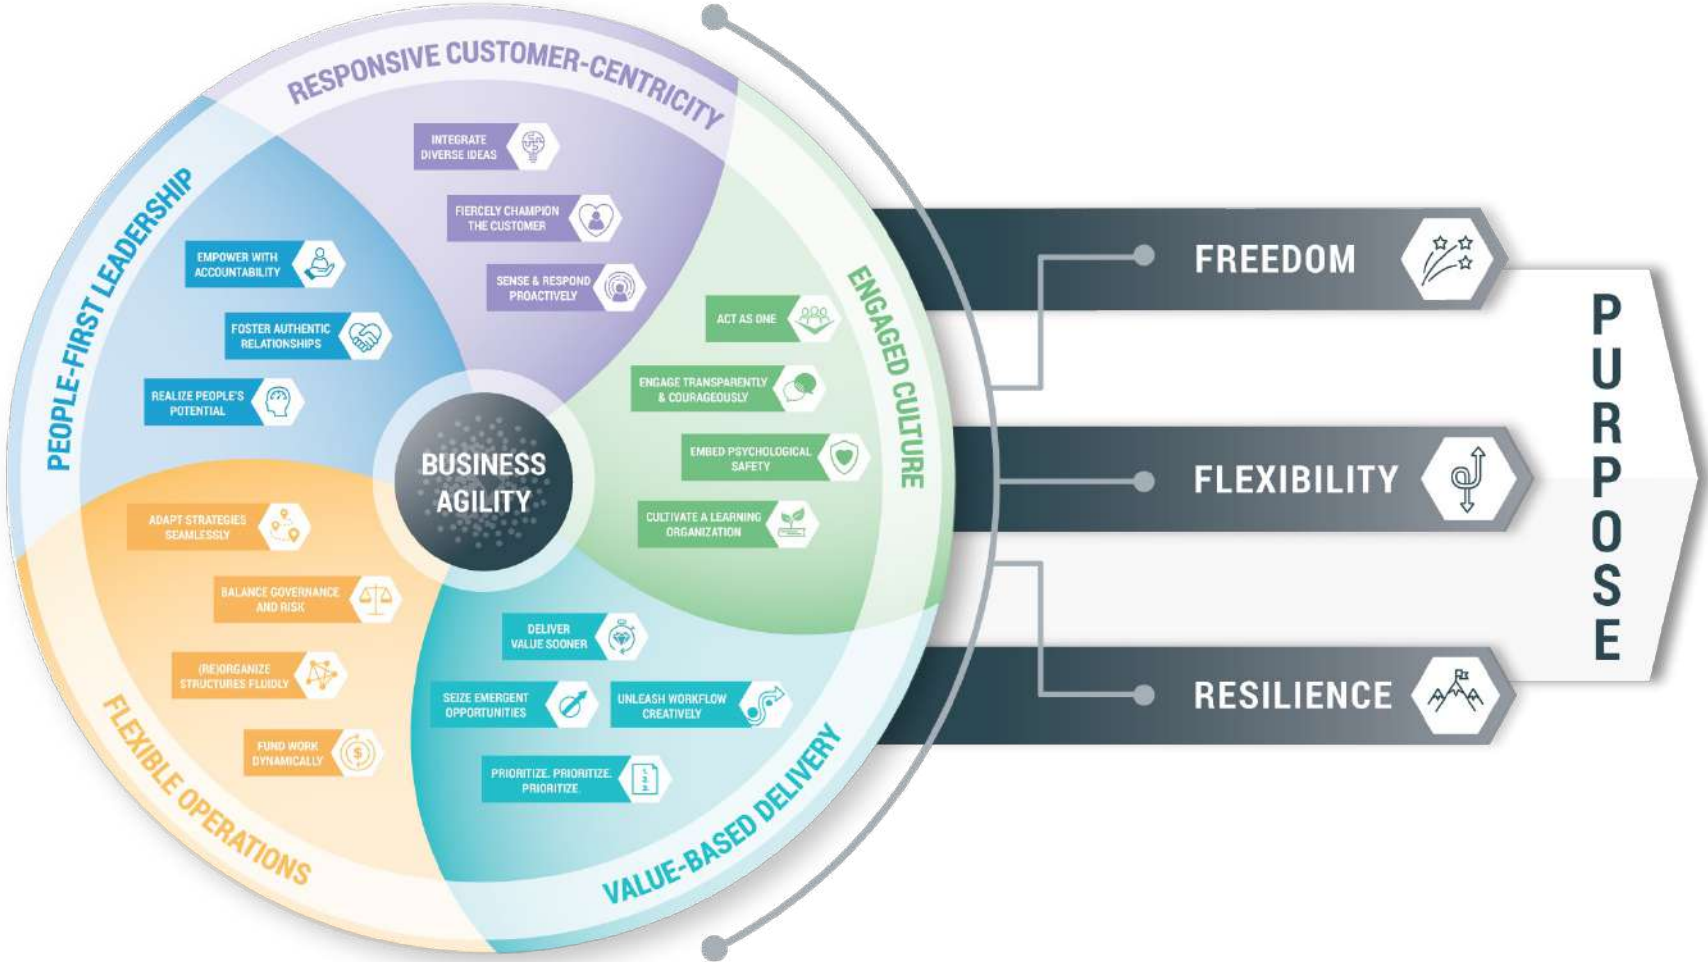 RESPONSIVE CUSTOMER-CENTRICITY
INTEGRATE
DIVERSE IDEAS
FIERCELY CHAMPION
THE CUSTOMER
SENSE & RESPOND
PROACTIVELY
PEOPLE-FIRST LEADERSHIP
EMPOWER WITH
ACCOUNTABILITY
FOSTER AUTHENTIC
RELATIONSHIPS
REALIZE PEOPLE'S
POTENTIAL
ENGAGED CULTURE
ACT AS ONE
ENGAGE TRANSPARENTLY
& COURAGEOUSLY
EMBED PSYCHOLOGICAL
SAFETY
CULTIVATE A LEARNING
ORGANIZATION
BUSINESS
AGILITY
FLEXIBLE OPERATIONS
ADAPT STRATEGIES
SEAMLESSLY
BALANCE GOVERNANCE
AND RISK
(RE)ORGANIZE
STRUCTURES FLUIDLY
FUND WORK
DYNAMICALLY
$
VALUE-BASED DELIVERY
DELIVER
VALUE SOONER
SEIZE EMERGENT
OPPORTUNITIES
UNLEASH WORKFLOW
CREATIVELY
PRIORITIZE. PRIORITIZE.
PRIORITIZE.
1.
2.
3.
FREEDOM
FLEXIBILITY
RESILIENCE
PURPOSE